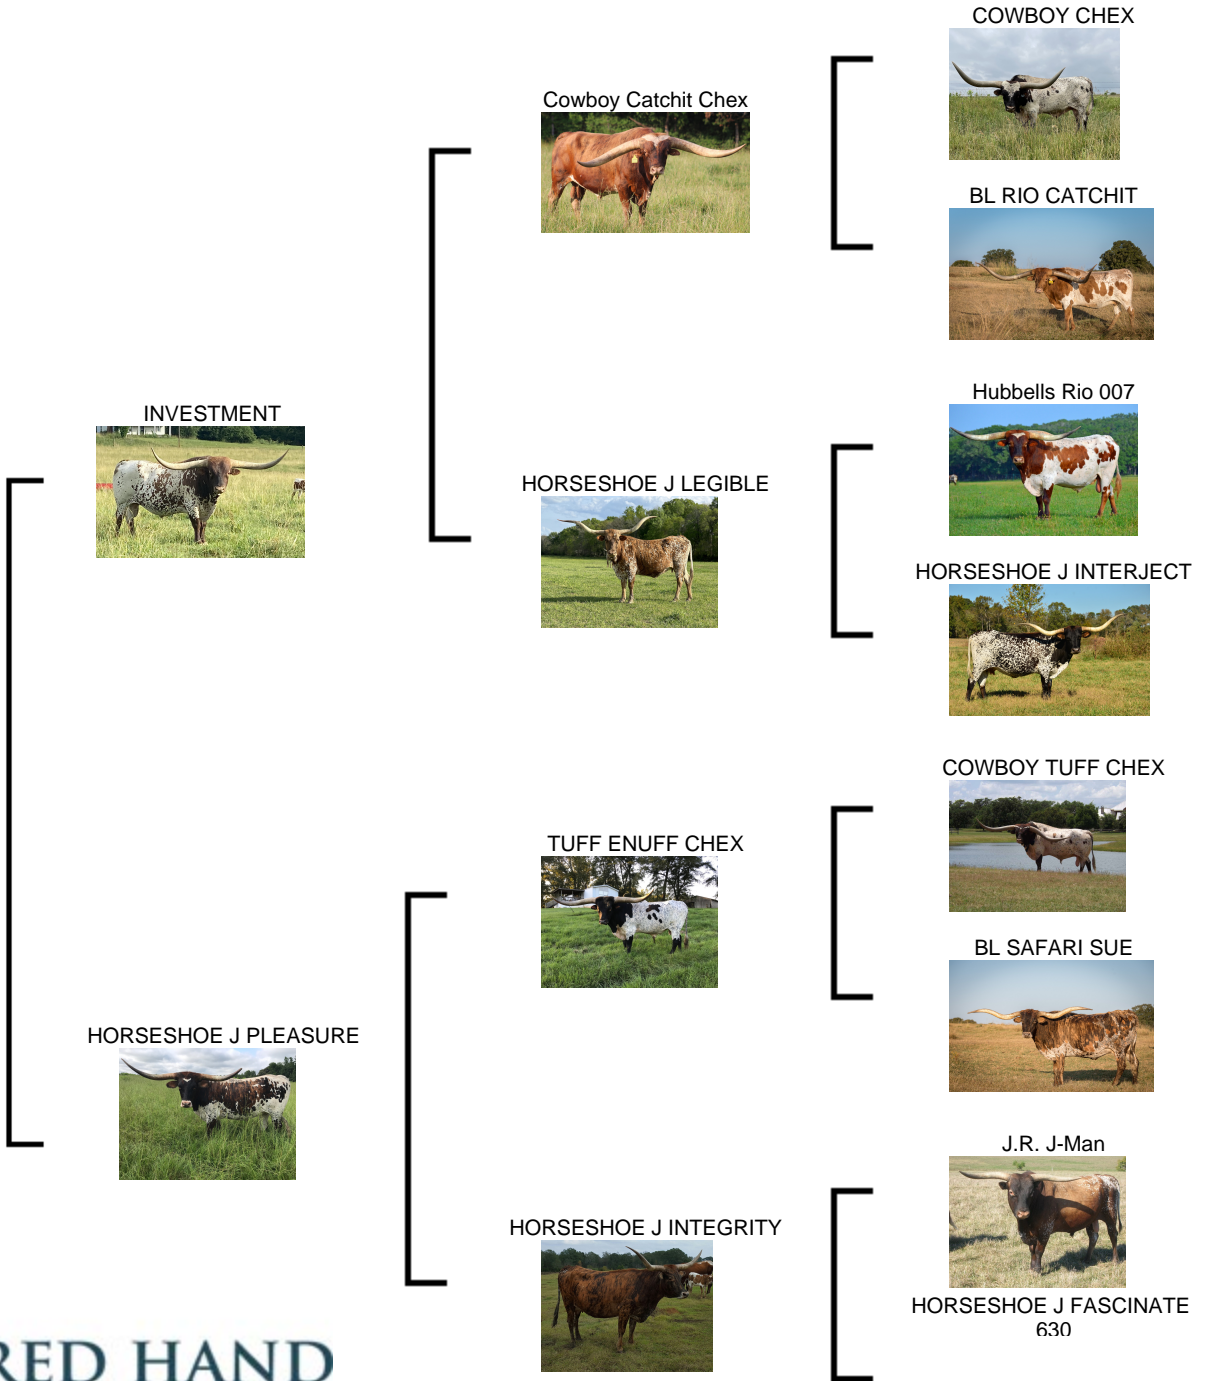 COWBOY CHEX
Cowboy Catchit Chex
BL RIO CATCHIT
Hubbells Rio 007
INVESTMENT
HORSESHOE J LEGIBLE
HORSESHOE J INTERJECT
COWBOY TUFF CHEX
TUFF ENUFF CHEX
BL SAFARI SUE
HORSESHOE J PLEASURE
J.R. J-Man
HORSESHOE J INTEGRITY
HORSESHOE J FASCINATE
630
RED HAND